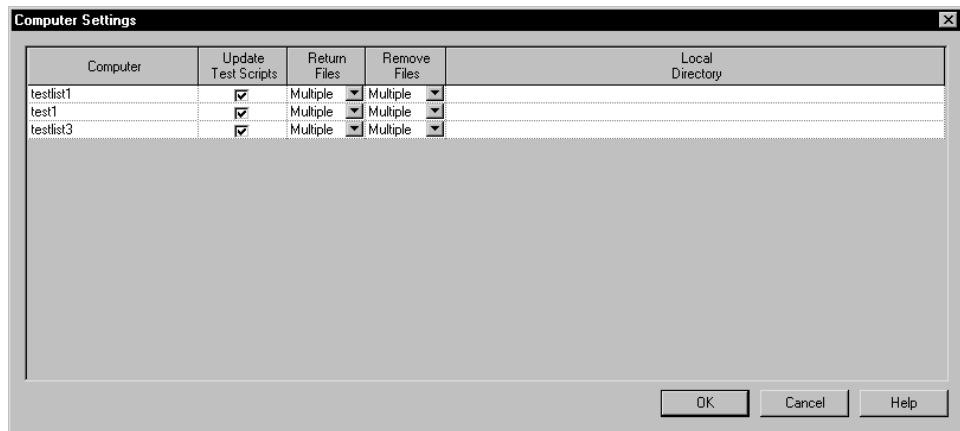 Computer Settings
Computer
Update
Test Scripts
Return
Files
Remove
Files
Local
Directory
testlist1
Multiple
Multiple
test1
Multiple
Multiple
testlist3
Multiple
Multiple
OK
Cancel
Help